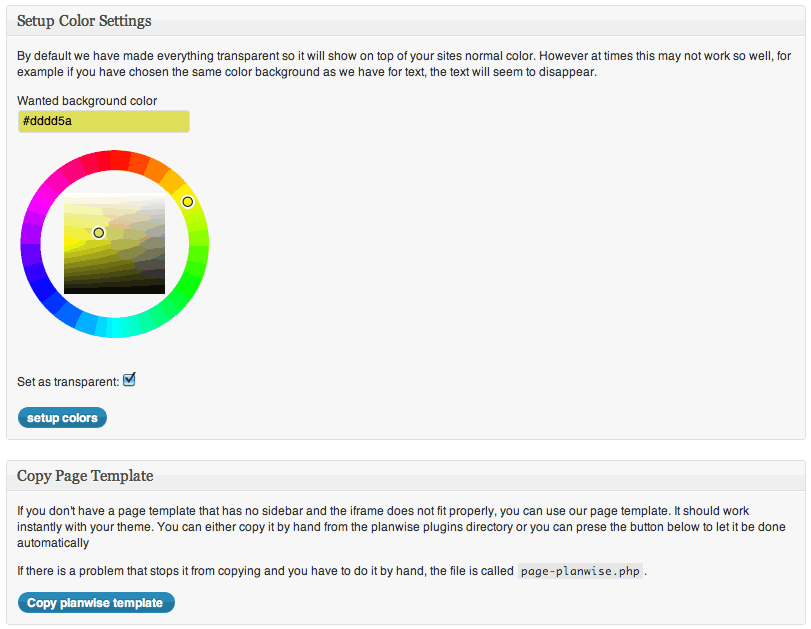 Setup Color Settings
By default we have made everything transparent so it will show on top of your sites normal color. However at times this may not work so well, for
example if you have chosen the same color background as we have for text, the text will seem to disappear.
Wanted background color
#dddd5a
Set as transparent:
setup colors
Copy Page Template
If you don't have a page template that has no sidebar and the iframe does not fit properly, you can use our page template. It should work
instantly with your theme. You can either copy it by hand from the planwise plugins directory or you can prese the button below to let it be done
automatically
If there is a problem that stops it from copying and you have to do it by hand, the file is called page-planwise.php.
Copy planwise template